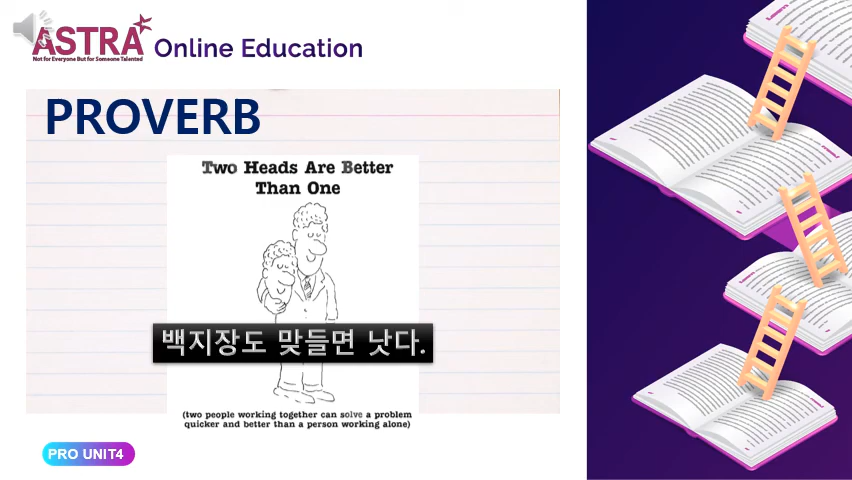 ASTRA
Not for Everyone But for Someone Talented
Online Education
PROVERB
Two Heads Are Better
Than One
백지장도 맞들면 낫다.
(two people working together can solve a problem
quicker and better than a person working alone)
PRO UNIT4